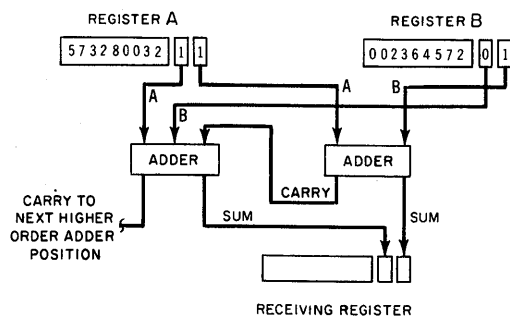 REGISTER A
REGISTER B
573280032 1 1
002364572 0 1
A
B
A
B
ADDER
ADDER
CARRY
CARRY TO
NEXT HIGHER
ORDER ADDER
POSITION
SUM
SUM
RECEIVING REGISTER